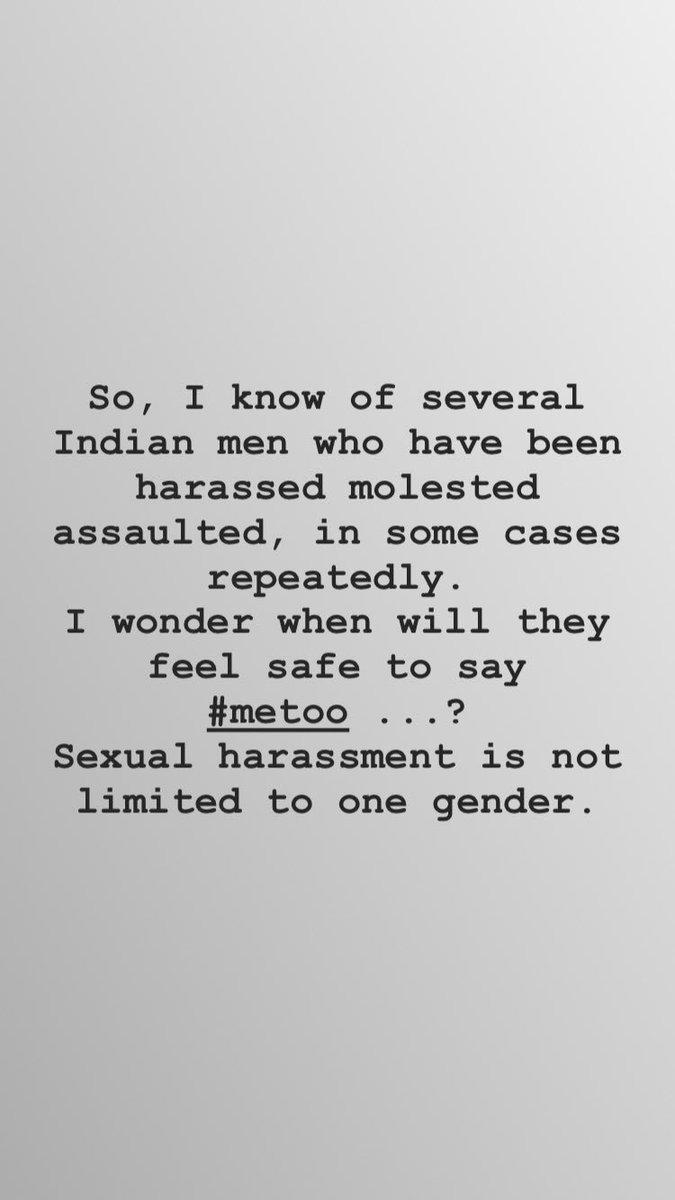 So, I know of several
Indian men who have been
harassed molested
assaulted, in some cases
repeatedly.
I wonder when will they
feel safe to say
#metoo ...?
Sexual harassment is not
limited to one gender.